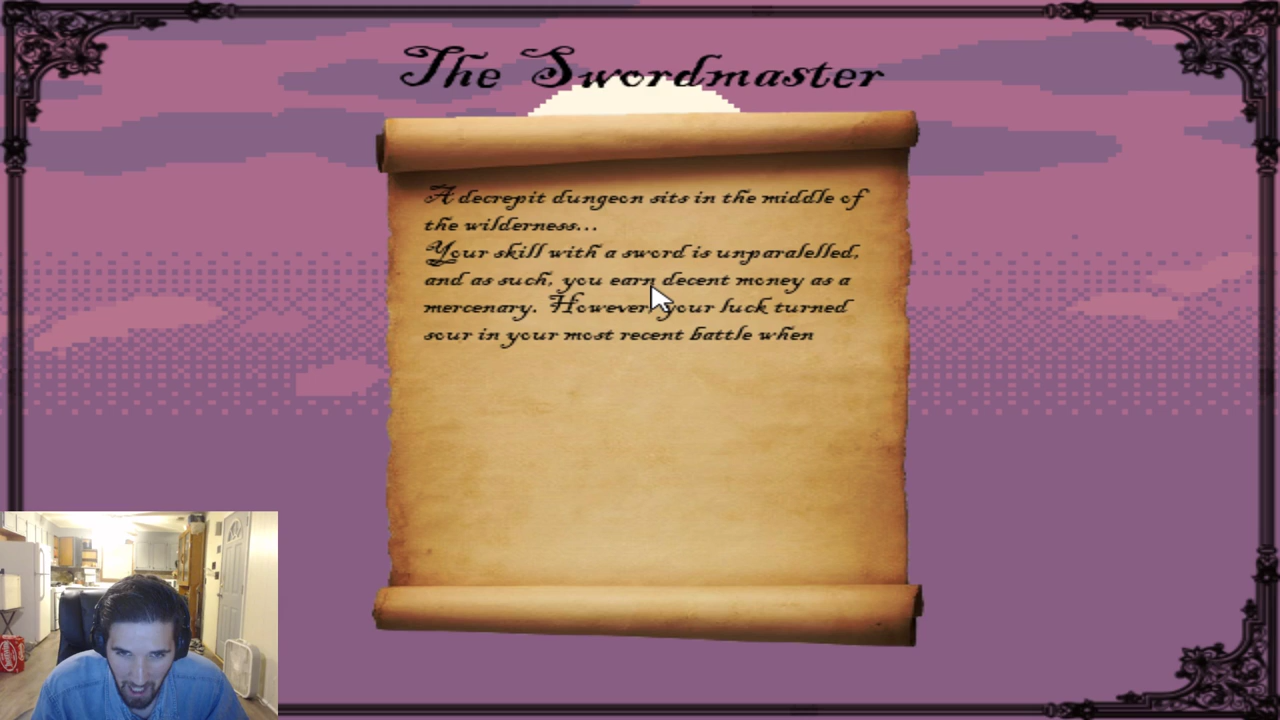 The Swordmaster
A decrepit dungeon sits in the middle of
the wilderness...
Your skill with a sword is unparalelled,
and as such, you earn decent money as a
mercenary. However, your luck turned
sour in your most recent battle when